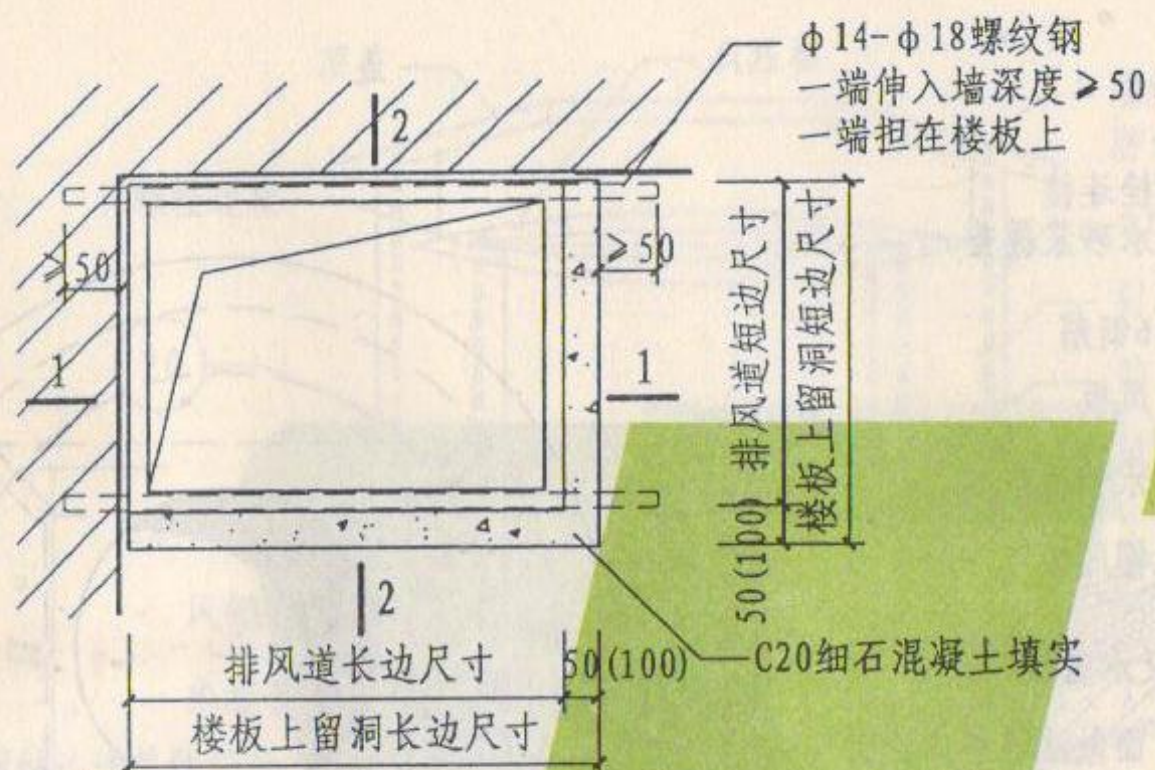 ф14-ф18螺纹钢
一端伸入墙深度≥50
一端担在楼板上
2
≥50
≥50
1
1
排风道短边尺寸
楼板上留洞短边尺寸
50(100)
2
排风道长边尺寸
50(100)
C20细石混凝土填实
楼板上留洞长边尺寸